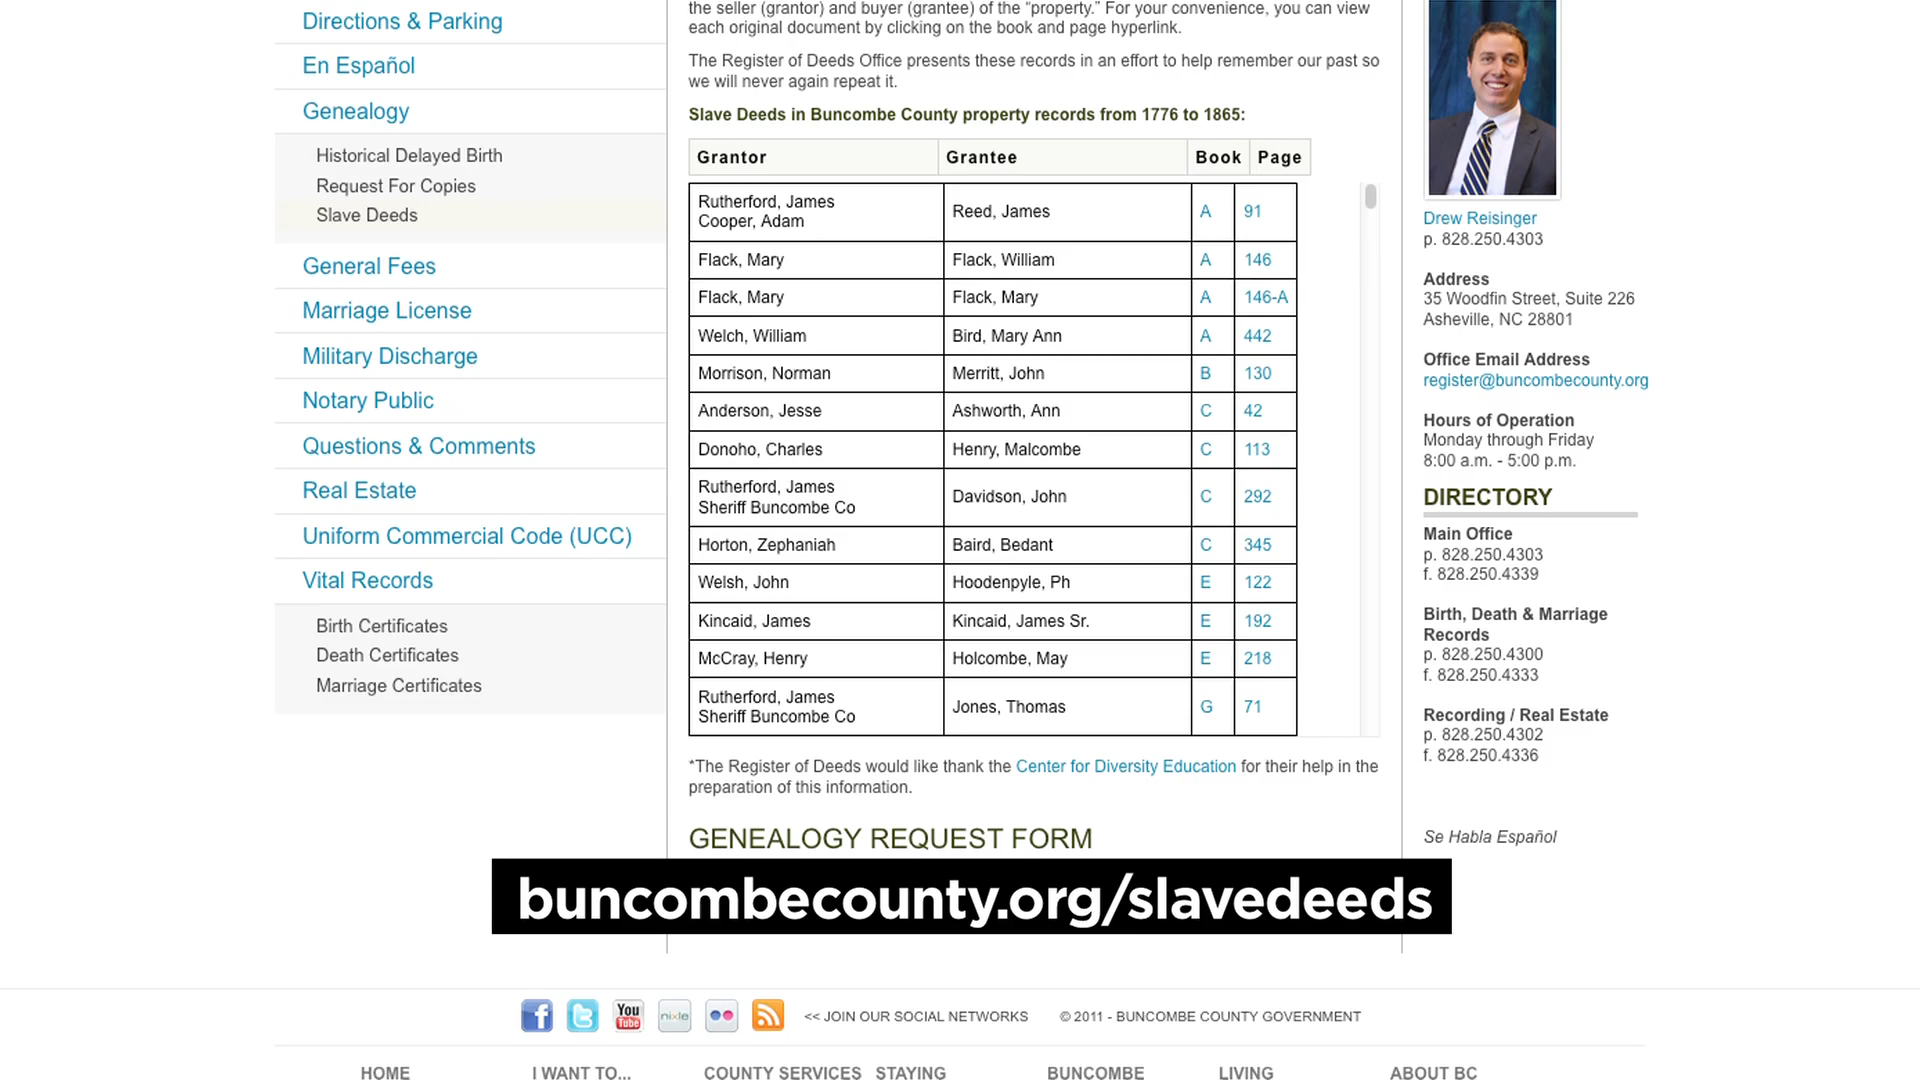 Directions & Parking
En Español
Genealogy
Historical Delayed Birth
Request For Copies
Slave Deeds
General Fees
Marriage License
Military Discharge
Notary Public
Questions & Comments
Real Estate
Uniform Commercial Code (UCC)
Vital Records
Birth Certificates
Death Certificates
Marriage Certificates
the seller (grantor) and buyer (grantee) of the “property.” For your convenience, you can view
each original document by clicking on the book and page hyperlink.
The Register of Deeds Office presents these records in an effort to help remember our past so
we will never again repeat it.
Slave Deeds in Buncombe County property records from 1776 to 1865:
Grantor Grantee Book Page
Rutherford, James
Cooper, Adam Reed, James A 91
Flack, Mary Flack, William A 146
Flack, Mary Flack, Mary A 146-A
Welch, William Bird, Mary Ann A 442
Morrison, Norman Merritt, John B 130
Anderson, Jesse Ashworth, Ann C 42
Donoho, Charles Henry, Malcombe C 113
Rutherford, James
Sheriff Buncombe Co Davidson, John C 292
Horton, Zephaniah Baird, Bedant C 345
Welsh, John Hoodenpyle, Ph E 122
Kincaid, James Kincaid, James Sr. E 192
McCray, Henry Holcombe, May E 218
Rutherford, James
Sheriff Buncombe Co Jones, Thomas G 71
*The Register of Deeds would like thank the Center for Diversity Education for their help in the
preparation of this information.
GENEALOGY REQUEST FORM
Drew Reisinger
p. 828.250.4303
Address
35 Woodfin Street, Suite 226
Asheville, NC 28801
Office Email Address
register@buncombecounty.org
Hours of Operation
Monday through Friday
8:00 a.m. - 5:00 p.m.
DIRECTORY
Main Office
p. 828.250.4303
f. 828.250.4339
Birth, Death & Marriage
Records
p. 828.250.4300
f. 828.250.4333
Recording / Real Estate
p. 828.250.4302
f. 828.250.4336
Se Habla Español
buncombecounty.org/slavedeeds
You
Tube
nixle
<< JOIN OUR SOCIAL NETWORKS © 2011 - BUNCOMBE COUNTY GOVERNMENT
HOME I WANT TO... COUNTY SERVICES STAYING BUNCOMBE LIVING ABOUT BC